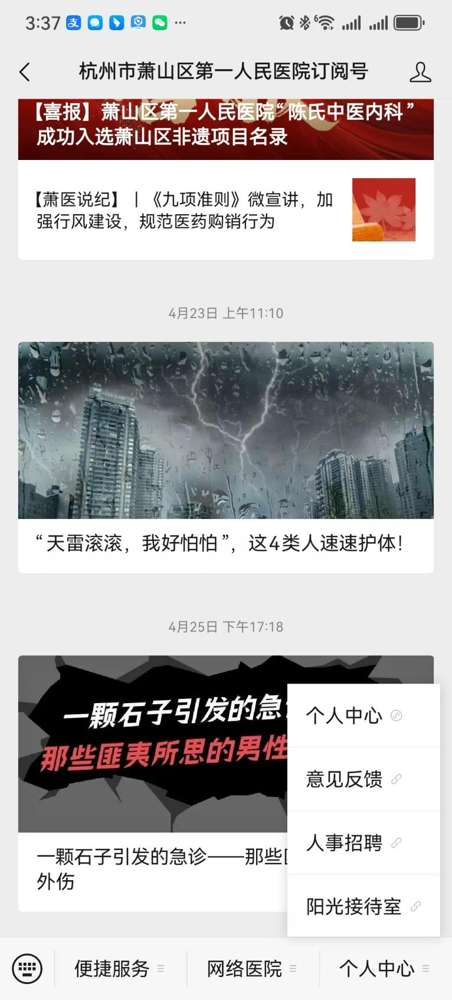 3:37
杭州市萧山区第一人民医院订阅号
【喜报】萧山区第一人民医院“陈氏中医内科”
成功入选萧山区非遗项目名录
【萧医说纪】丨《九项准则》微宣讲，加
强行风建设，规范医药购销行为
4月23日 上午11:10
“天雷滚滚，我好怕怕”，这4类人速速护体！
4月25日 下午17:18
一颗石子引发的急
那些匪夷所思的男性
一颗石子引发的急诊——那些
外伤
个人中心
意见反馈
人事招聘
阳光接待室
便捷服务
网络医院
个人中心